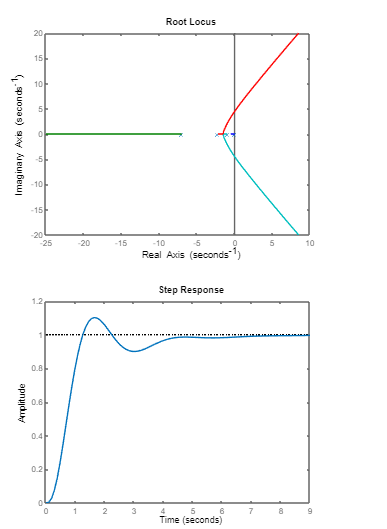 Root Locus
20
15
10
5
0
-5
-10
-15
-20
Imaginary Axis (seconds⁻¹)
-25 -20 -15 -10 -5 0 5 10
Real Axis (seconds⁻¹)
Step Response
1.2
1
0.8
0.6
0.4
0.2
0
Amplitude
0 1 2 3 4 5 6 7 8 9
Time (seconds)